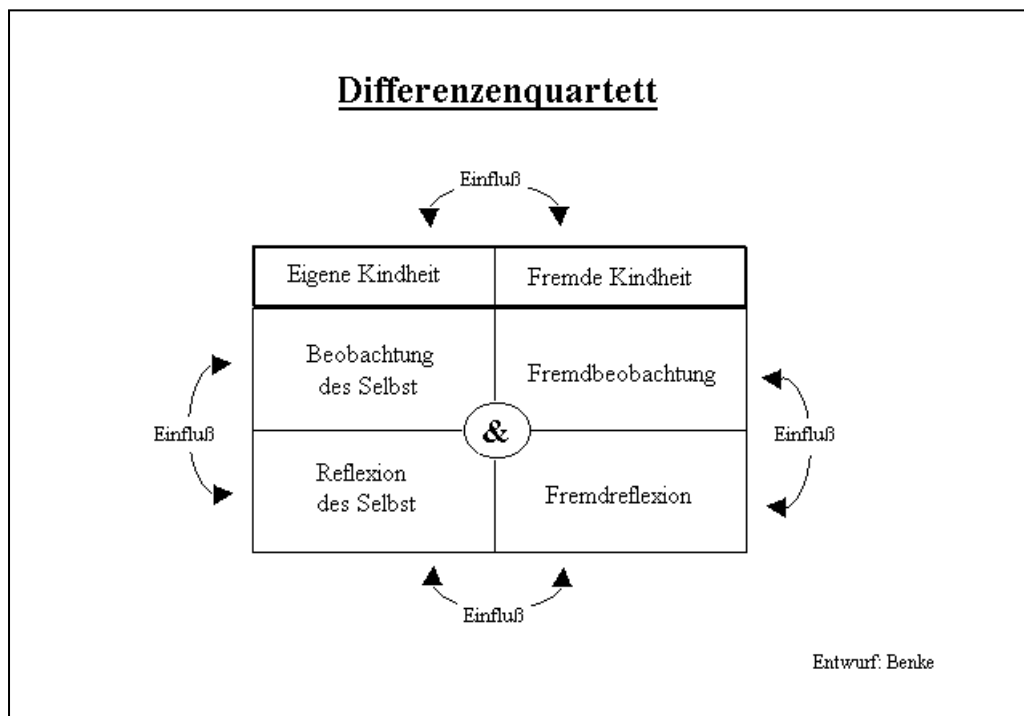 Differenzenquartett
Einfluß
Eigene Kindheit
Fremde Kindheit
Beobachtung
des Selbst
Fremdbeobachtung
Einfluß
&
Einfluß
Reflexion
des Selbst
Fremdreflexion
Einfluß
Entwurf: Benke